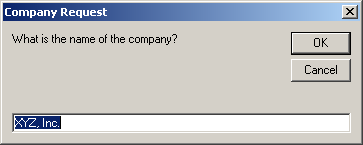 Company Request
What is the name of the company?
OK
Cancel
XYZ, Inc.